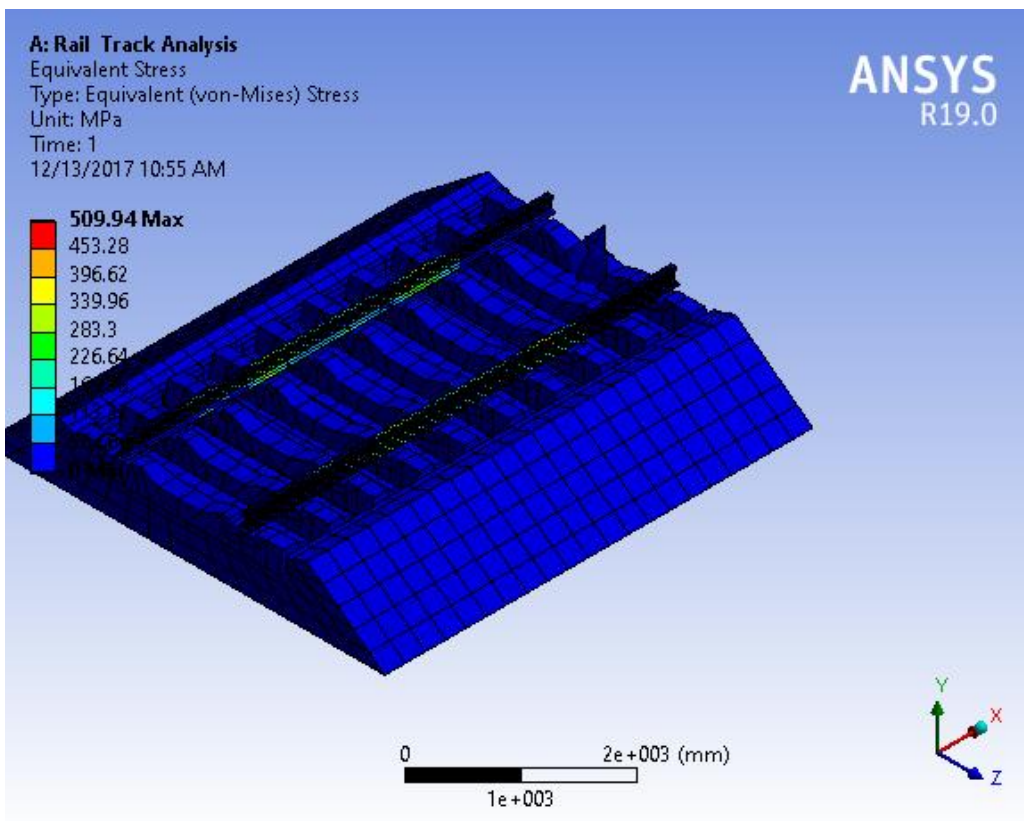 A: Rail Track Analysis
Equivalent Stress
Type: Equivalent (von-Mises) Stress
Unit: MPa
Time: 1
12/13/2017 10:55 AM
ANSYS
R19.0
509.94 Max
453.28
396.62
339.96
283.3
226.64
0 2e+003 (mm)
1e+003
Y
X
Z